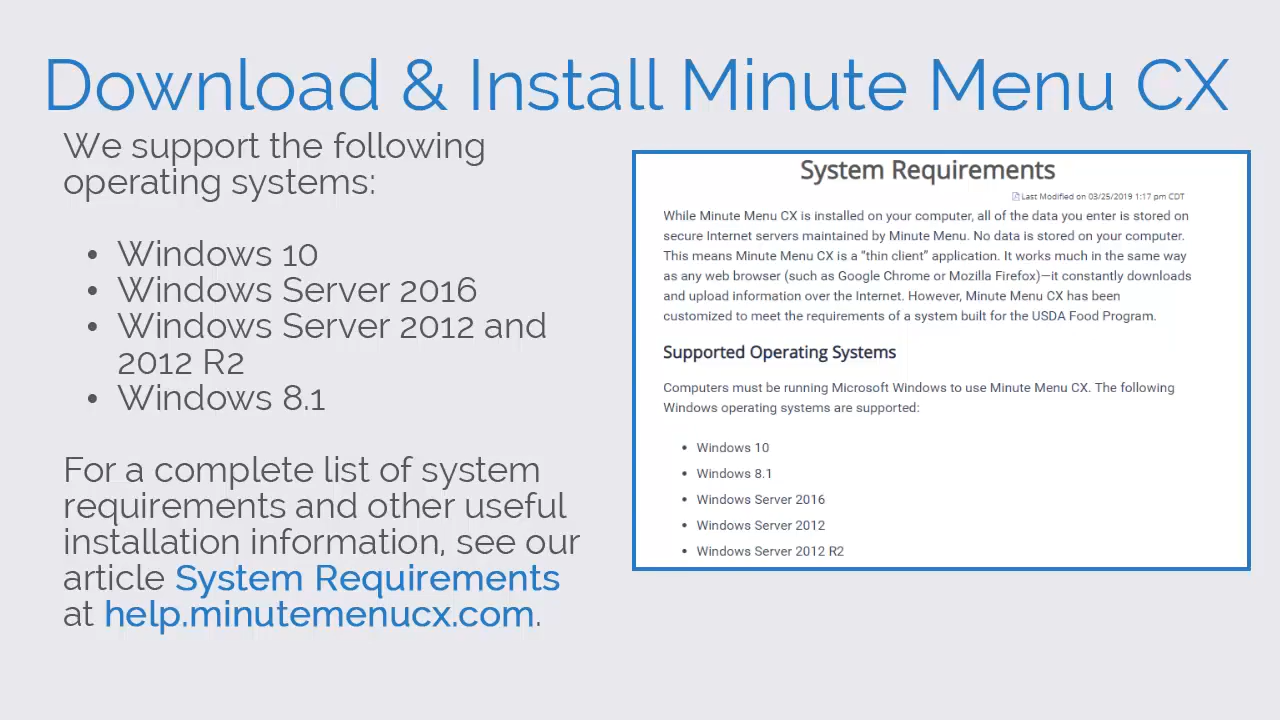 Download & Install Minute Menu CX
We support the following
operating systems:
• Windows 10
• Windows Server 2016
• Windows Server 2012 and
2012 R2
• Windows 8.1
For a complete list of system
requirements and other useful
installation information, see our
article System Requirements
at help.minutemenucx.com.
System Requirements
Last Modified on 03/25/2019 1:17 pm CDT
While Minute Menu CX is installed on your computer, all of the data you enter is stored on
secure Internet servers maintained by Minute Menu. No data is stored on your computer.
This means Minute Menu CX is a “thin client” application. It works much in the same way
as any web browser (such as Google Chrome or Mozilla Firefox)—it constantly downloads
and upload information over the Internet. However, Minute Menu CX has been
customized to meet the requirements of a system built for the USDA Food Program.
Supported Operating Systems
Computers must be running Microsoft Windows to use Minute Menu CX. The following
Windows operating systems are supported:
• Windows 10
• Windows 8.1
• Windows Server 2016
• Windows Server 2012
• Windows Server 2012 R2